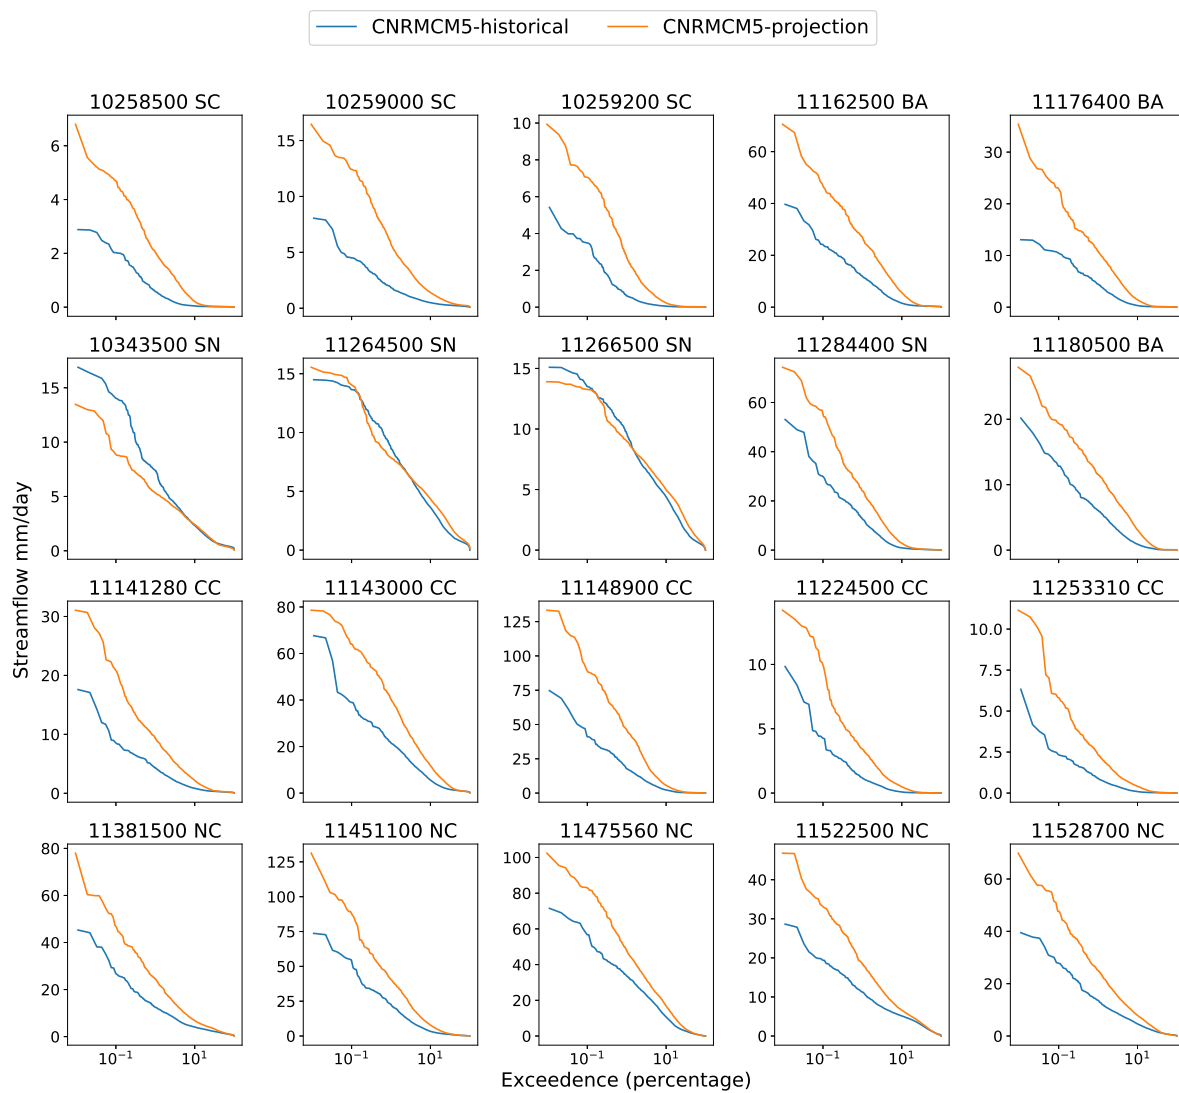 CNRMCM5-historical CNRMCM5-projection
10258500 SC 10259000 SC 10259200 SC 11162500 BA 11176400 BA
6 15 10 60 30
4 10 8 40 20
2 5 6 20 10
0 0 4 0 0
2
0
10343500 SN 11264500 SN 11266500 SN 11284400 SN 11180500 BA
15 15 15 60 20
10 10 10 40 10
5 5 5 20 0
0 0 0 0
11141280 CC 11143000 CC 11148900 CC 11224500 CC 11253310 CC
30 80 125 10 10.0
20 60 100 5 7.5
10 40 75 0 5.0
0 20 50 2.5
0 25 0.0
0
11381500 NC 11451100 NC 11475560 NC 11522500 NC 11528700 NC
80 125 100 40 60
60 100 80 30 40
40 75 60 20 20
20 50 40 10 0
0 25 20 0
0 0
10⁻¹ 10¹ 10⁻¹ 10¹ 10⁻¹ 10¹ 10⁻¹ 10¹ 10⁻¹ 10¹
Streamflow mm/day
Exceedence (percentage)